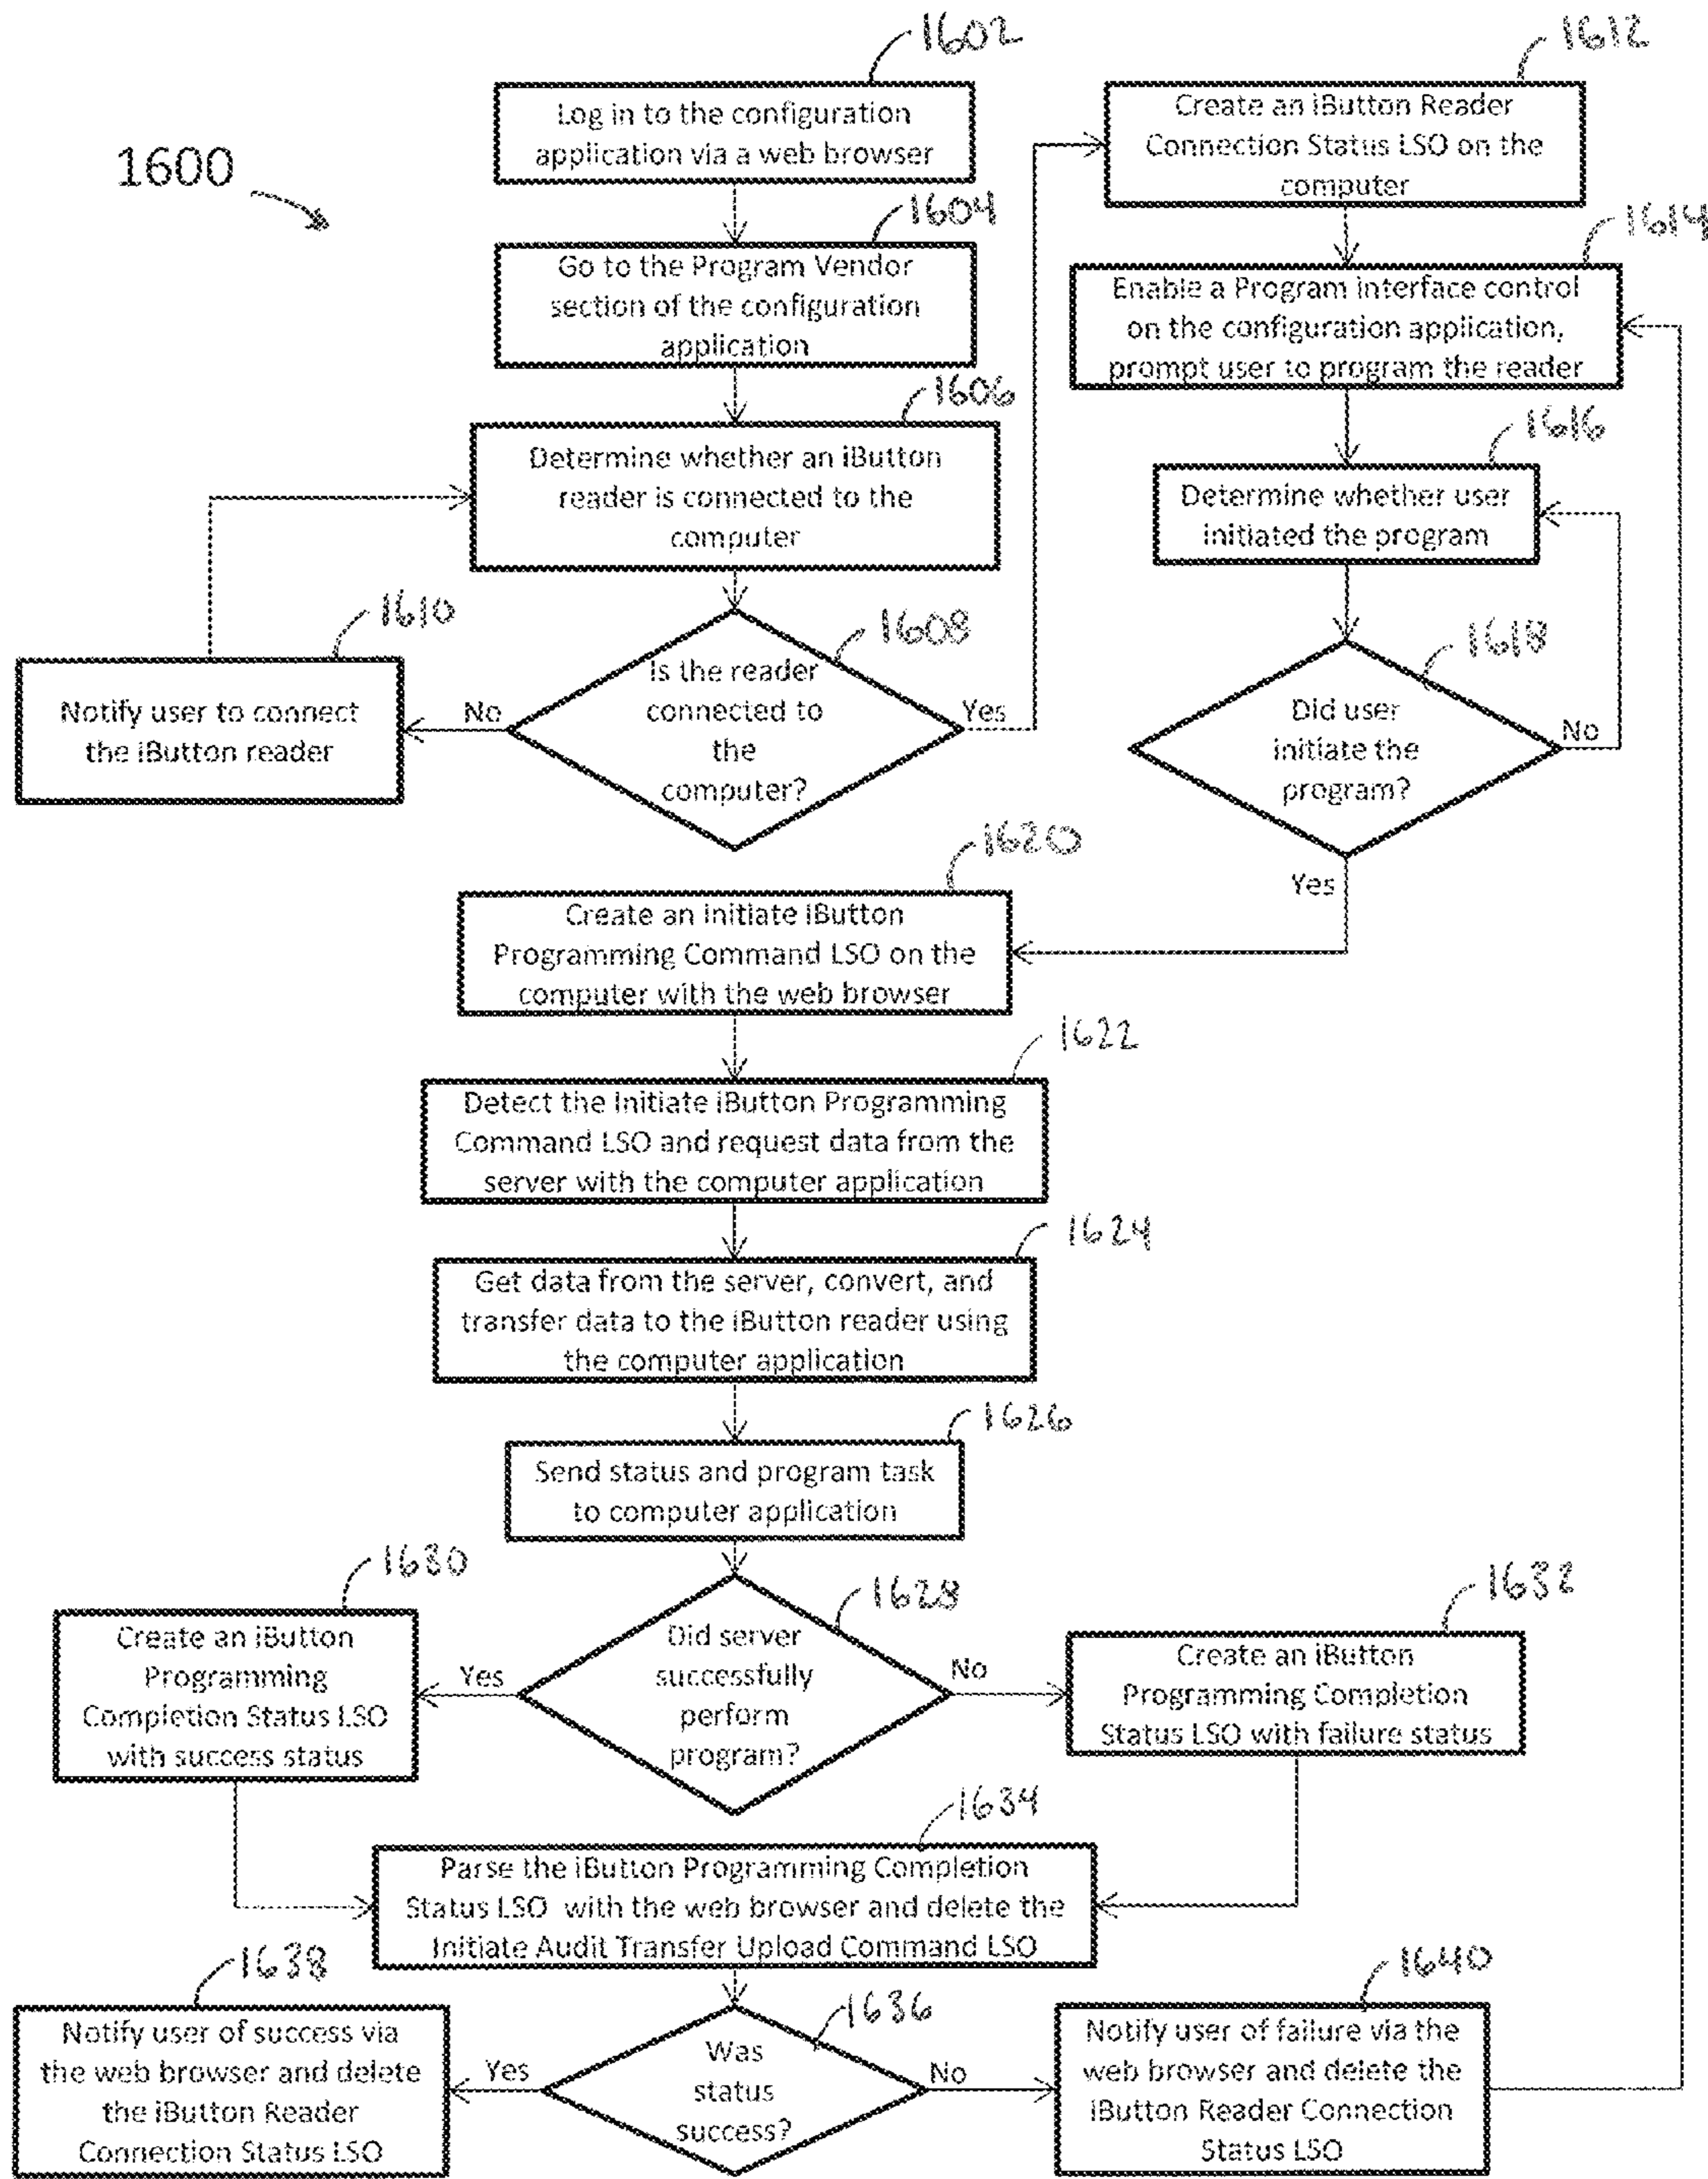 1600
1602
Log in to the configuration
application via a web browser
1604
Go to the Program Vendor
section of the configuration
application
1606
Determine whether an iButton
reader is connected to the
computer
1608
Is the reader
connected to
the
computer?
No
Yes
1610
Notify user to connect
the iButton reader
1612
Create an iButton Reader
Connection Status LSO on the
computer
1614
Enable a Program interface control
on the configuration application,
prompt user to program the reader
1616
Determine whether user
initiated the program
1618
Did user
initiate the
program?
No
Yes
1620
Create an Initiate iButton
Programming Command LSO on the
computer with the web browser
1622
Detect the Initiate iButton Programming
Command LSO and request data from the
server with the computer application
1624
Get data from the server, convert, and
transfer data to the iButton reader using
the computer application
1626
Send status and program task
to computer application
1628
Did server
successfully
perform
program?
Yes
No
1630
Create an iButton
Programming
Completion Status LSO
with success status
1632
Create an iButton
Programming Completion
Status LSO with failure status
1634
Parse the iButton Programming Completion
Status LSO with the web browser and delete the
Initiate Audit Transfer Upload Command LSO
1636
Was
status
success?
Yes
No
1638
Notify user of success via
the web browser and delete
the iButton Reader
Connection Status LSO
1640
Notify user of failure via the
web browser and delete the
iButton Reader Connection
Status LSO